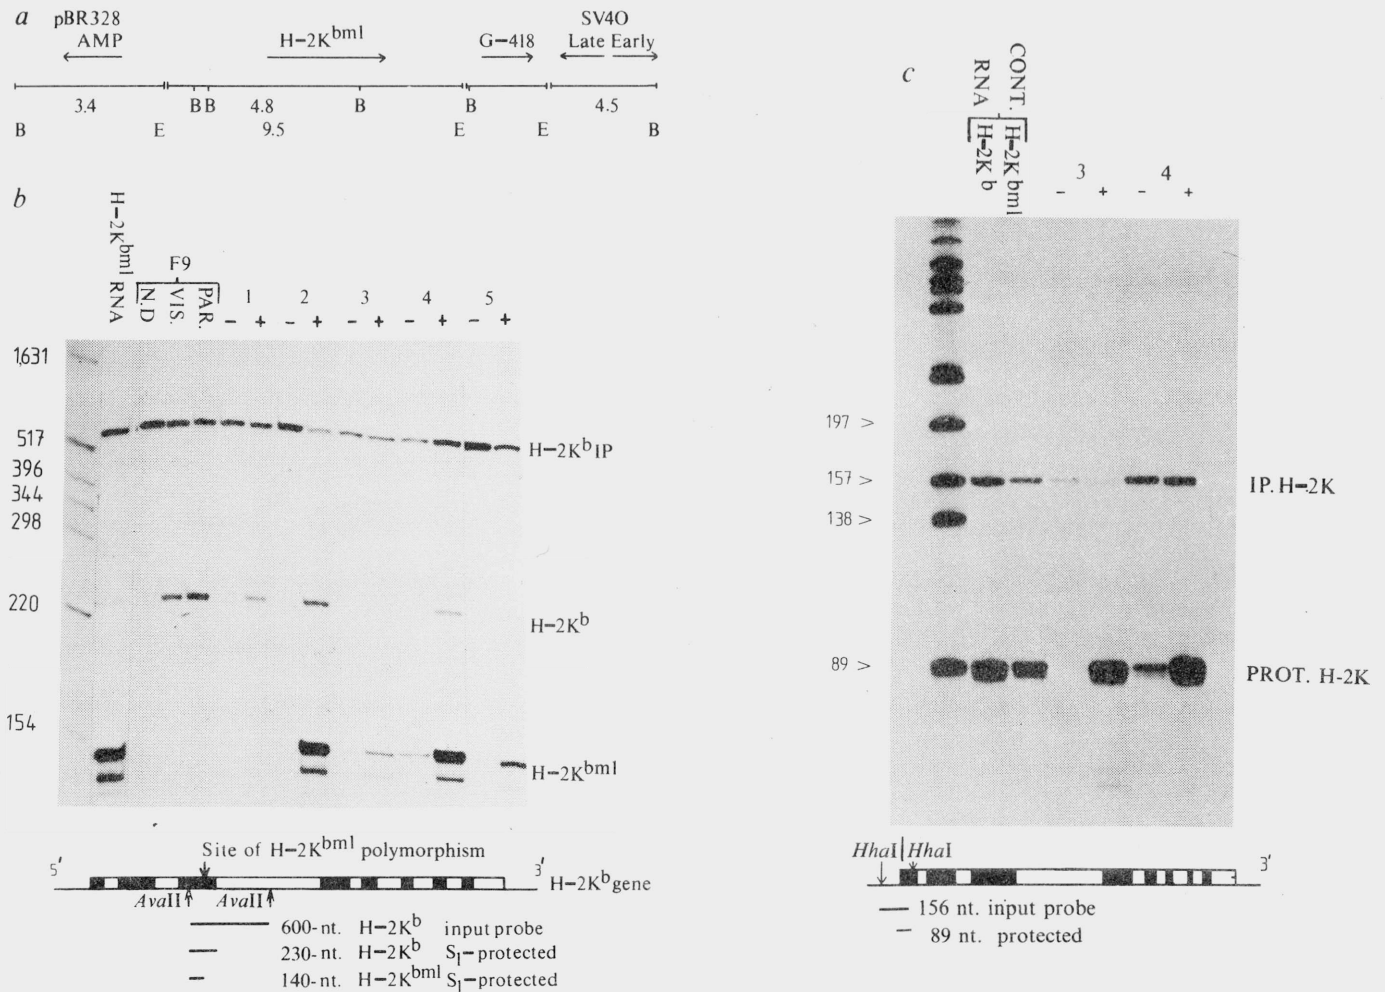 a
pBR328
AMP
H-2K^bm1
G-418
SV40
Late Early
3.4
B B
4.8
B
B
4.5
B
E
9.5
E
E
B
b
H-2K^bm1 RNA
F9
N.D
VIS.
PAR.
1 2 3 4 5
- + - + - + - + - +
1,631
517
396
344
298
220
154
H-2K^b IP
H-2K^b
H-2K^bm1
Site of H-2K^bm1 polymorphism
5' 3'
H-2K^b gene
AvaII AvaII
600-nt. H-2K^b input probe
230-nt. H-2K^b S1-protected
140-nt. H-2K^bm1 S1-protected
c
CONT.
RNA
H-2K^b
H-2K^bm1
3 4
- + - +
197 >
157 >
138 >
89 >
IP. H-2K
PROT. H-2K
HhaI HhaI
3'
156 nt. input probe
89 nt. protected